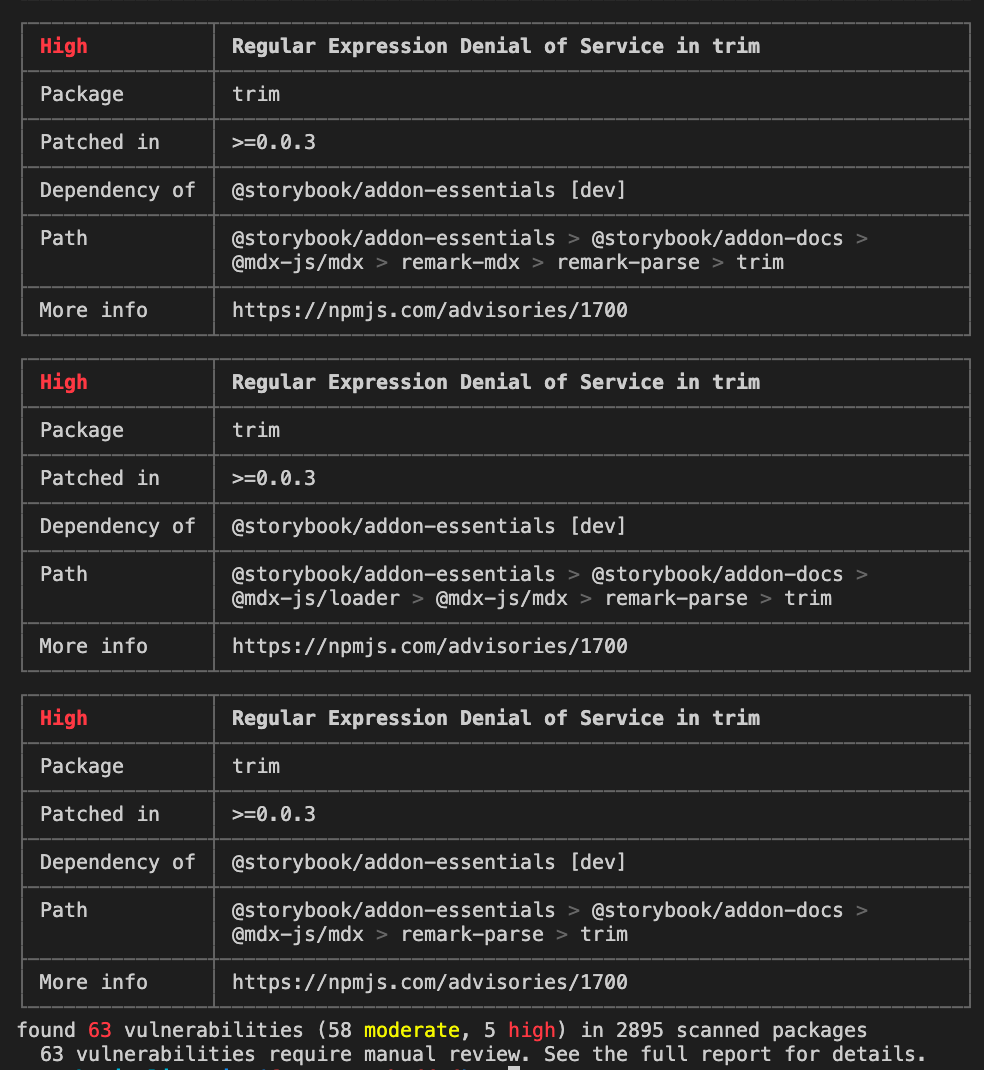 High Regular Expression Denial of Service in trim
Package trim
Patched in >=0.0.3
Dependency of @storybook/addon-essentials [dev]
Path @storybook/addon-essentials > @storybook/addon-docs >
@mdx-js/mdx > remark-mdx > remark-parse > trim
More info https://npmjs.com/advisories/1700
High Regular Expression Denial of Service in trim
Package trim
Patched in >=0.0.3
Dependency of @storybook/addon-essentials [dev]
Path @storybook/addon-essentials > @storybook/addon-docs >
@mdx-js/loader > @mdx-js/mdx > remark-parse > trim
More info https://npmjs.com/advisories/1700
High Regular Expression Denial of Service in trim
Package trim
Patched in >=0.0.3
Dependency of @storybook/addon-essentials [dev]
Path @storybook/addon-essentials > @storybook/addon-docs >
@mdx-js/mdx > remark-parse > trim
More info https://npmjs.com/advisories/1700
found 63 vulnerabilities (58 moderate, 5 high) in 2895 scanned packages
63 vulnerabilities require manual review. See the full report for details.